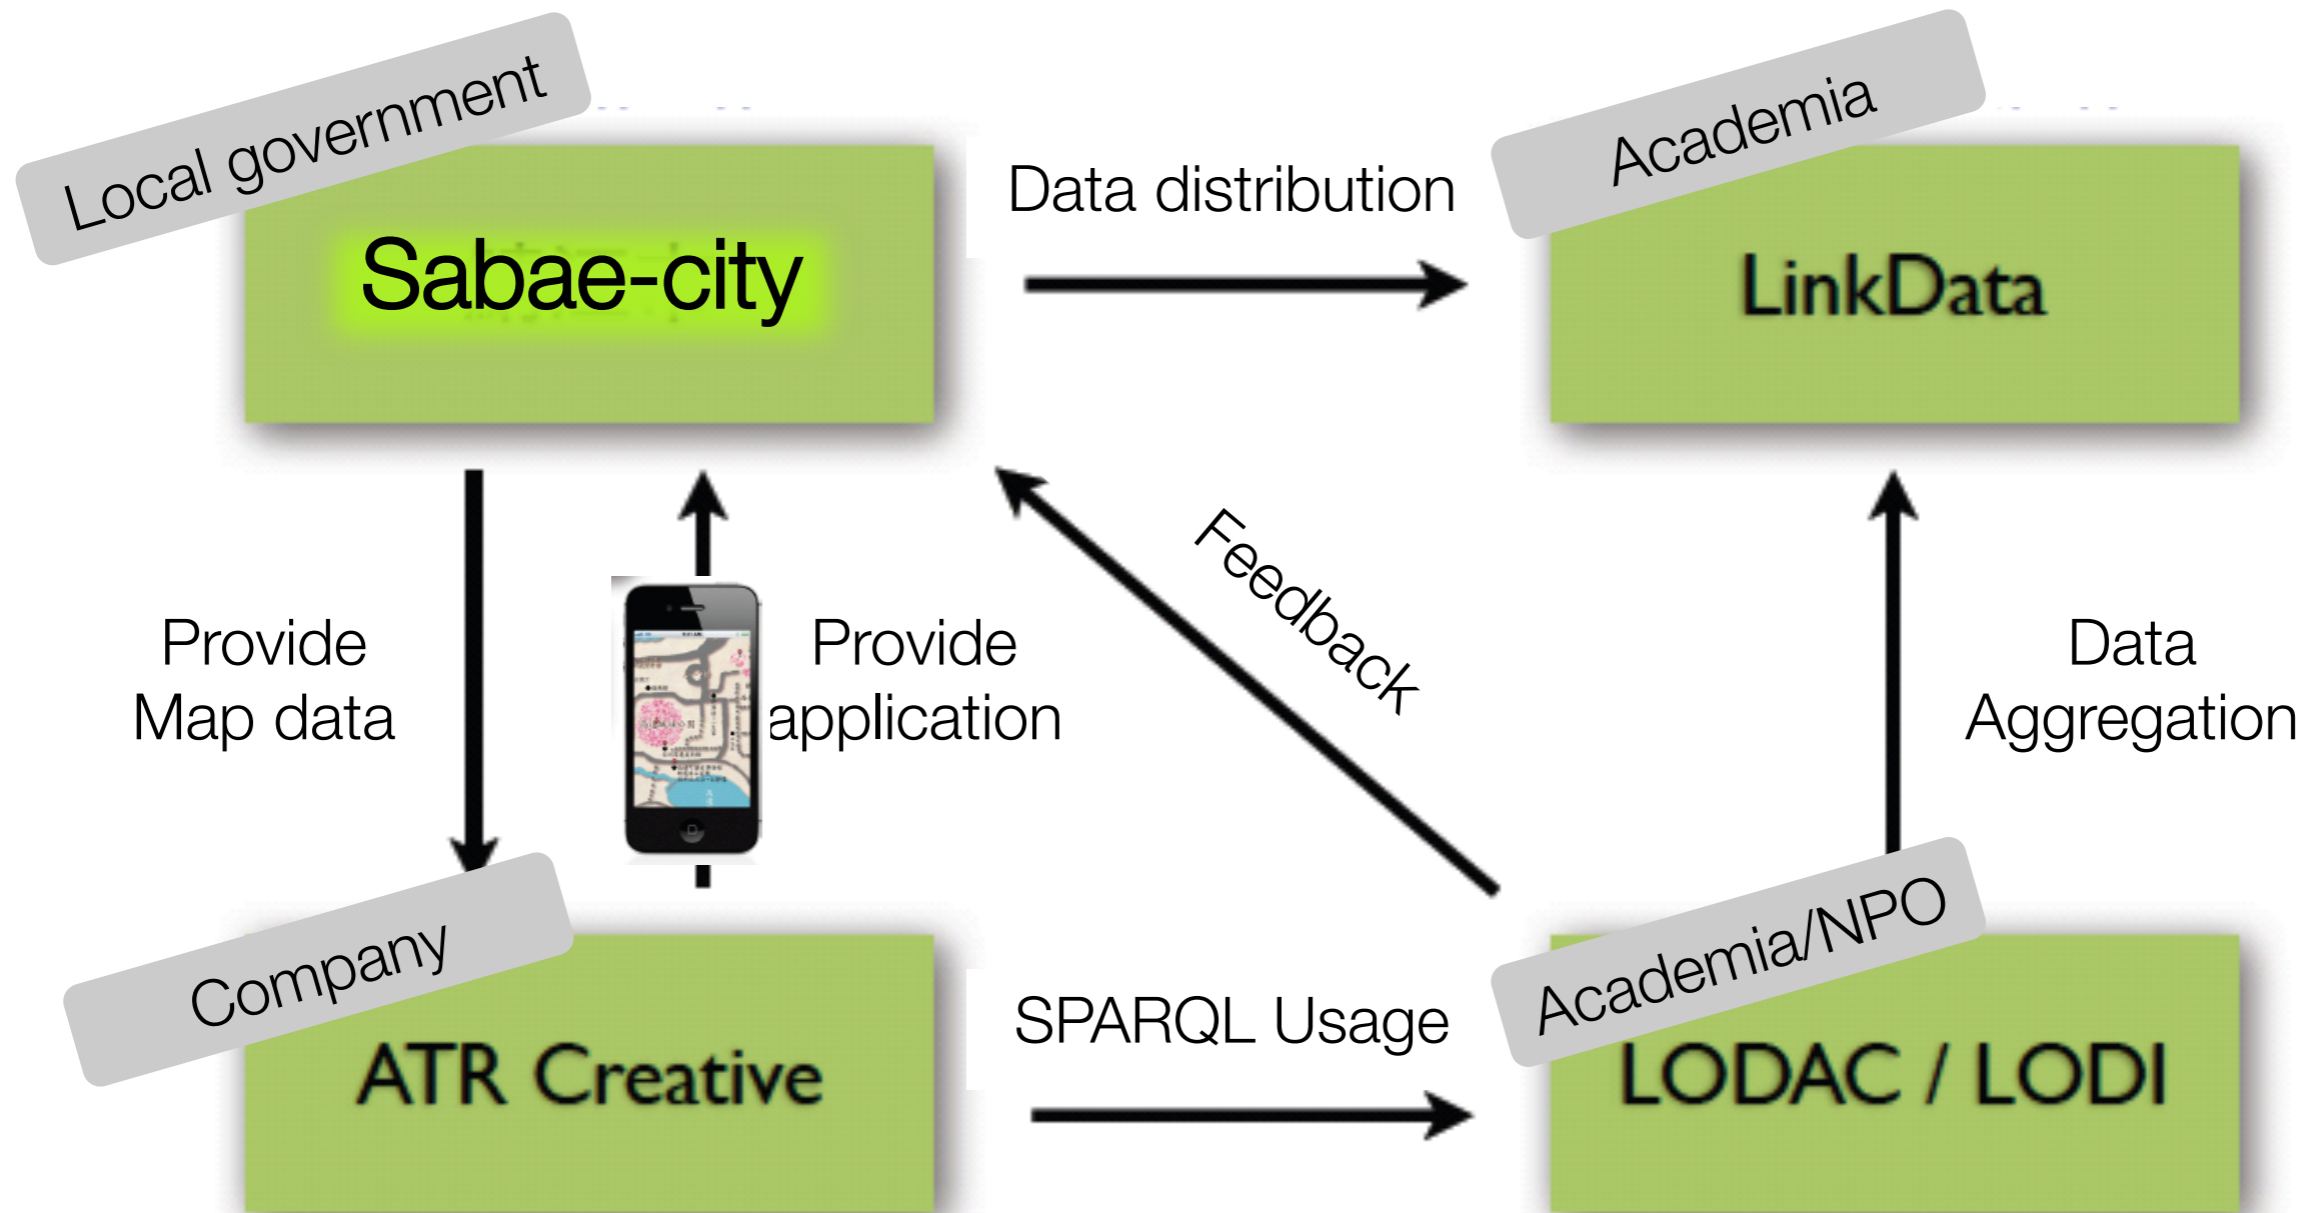 Local government
Sabae-city
Data distribution
Academia
LinkData
Provide
Map data
Provide
application
Feedback
Data
Aggregation
Company
ATR Creative
SPARQL Usage
Academia/NPO
LODAC / LODI